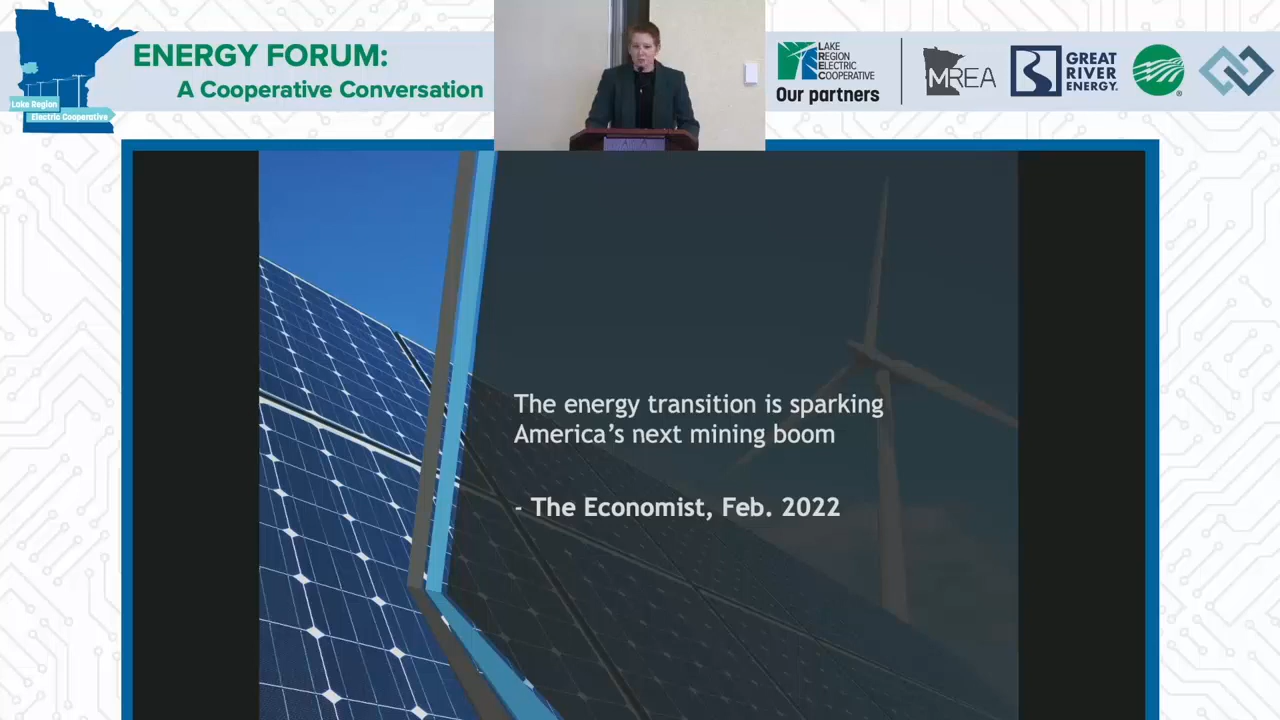 ENERGY FORUM:
A Cooperative Conversation
Lake Region
Electric Cooperative
LAKE
REGION
ELECTRIC
COOPERATIVE
Our partners
MREA
GREAT
RIVER
ENERGY.
The energy transition is sparking
America’s next mining boom
- The Economist, Feb. 2022